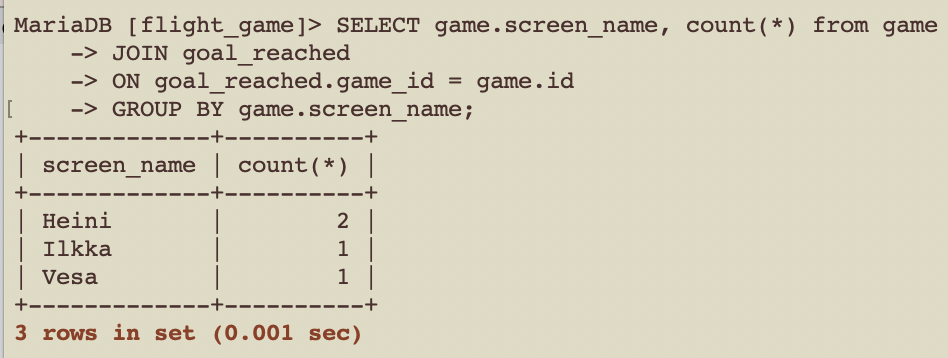 MariaDB [flight_game]> SELECT game.screen_name, count(*) from game
    -> JOIN goal_reached
    -> ON goal_reached.game_id = game.id
[    -> GROUP BY game.screen_name;
+-------------+----------+
| screen_name | count(*) |
+-------------+----------+
| Heini       |        2 |
| Ilkka       |        1 |
| Vesa        |        1 |
+-------------+----------+
3 rows in set (0.001 sec)